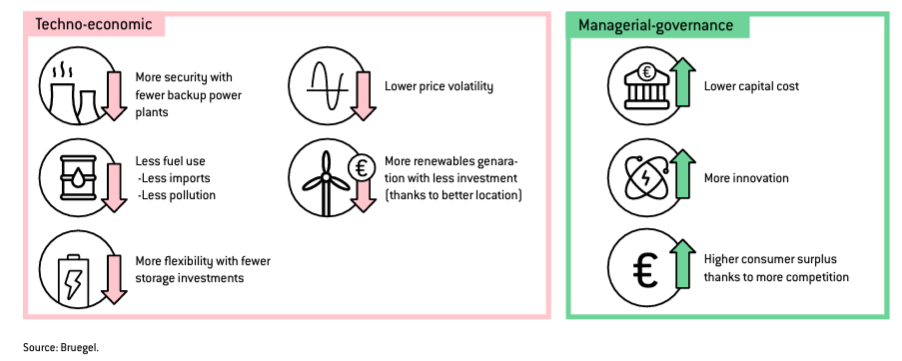 Techno-economic
More security with
fewer backup power
plants
Less fuel use
-Less imports
-Less pollution
More flexibility with fewer
storage investments
Lower price volatility
€
More renewables genara-
tion with less investment
(thanks to better location)
Managerial-governance
€
Lower capital cost
More innovation
€
Higher consumer surplus
thanks to more competition
Source: Bruegel.